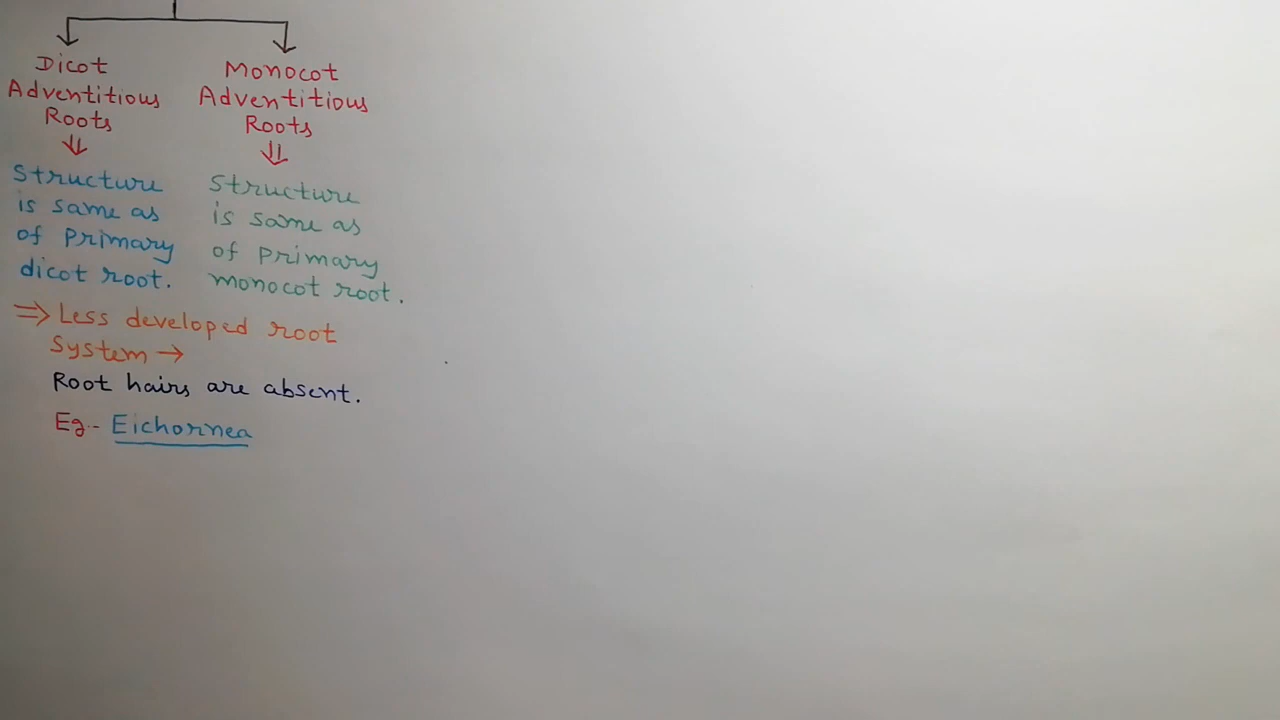 Dicot
Adventitious
Roots
Structure
is same as
of primary
dicot root.
Monocot
Adventitious
Roots
Structure
is same as
of primary
monocot root.
⇒ Less developed root
System →
Root hairs are absent.
Eg.- Eichornea